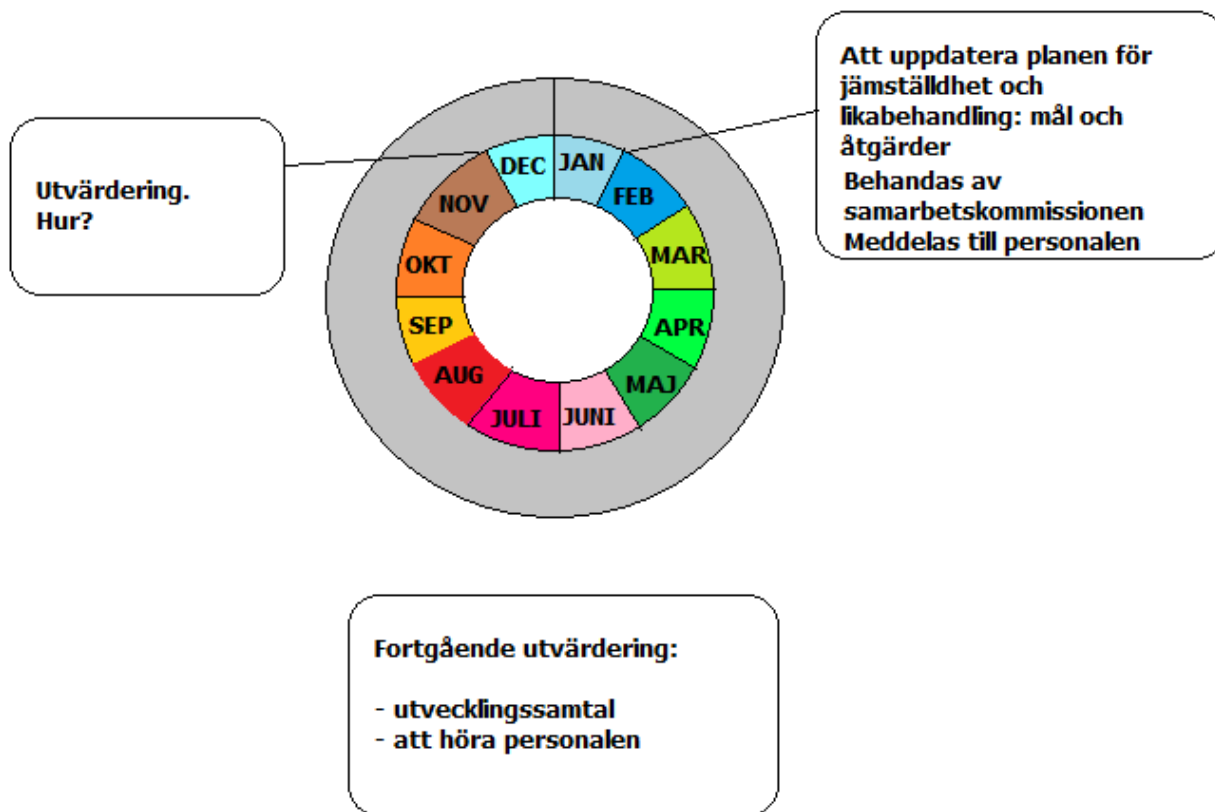 Att uppdatera planen för
jämställdhet och
likabehandling: mål och
åtgärder
Behandas av
samarbetskommissionen
Meddelas till personalen
Utvärdering.
Hur?
DEC
JAN
FEB
MAR
APR
MAJ
JUNI
JULI
AUG
SEP
OKT
NOV
Fortgående utvärdering:
- utvecklingssamtal
- att höra personalen